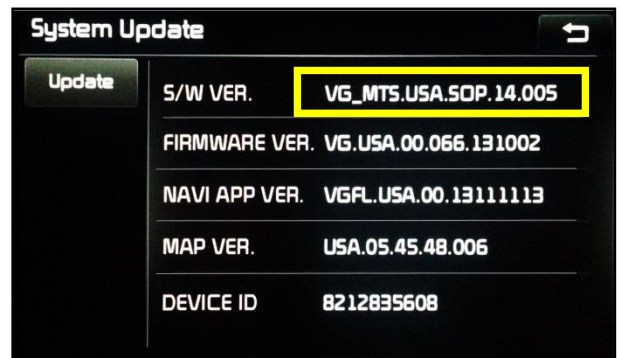 System Update
Update
S/W VER. VG_MTS.USA.SOP.14.005
FIRMWARE VER. VG.USA.00.066.131002
NAVI APP VER. VGFL.USA.00.13111113
MAP VER. USA.05.45.48.006
DEVICE ID 8212835608